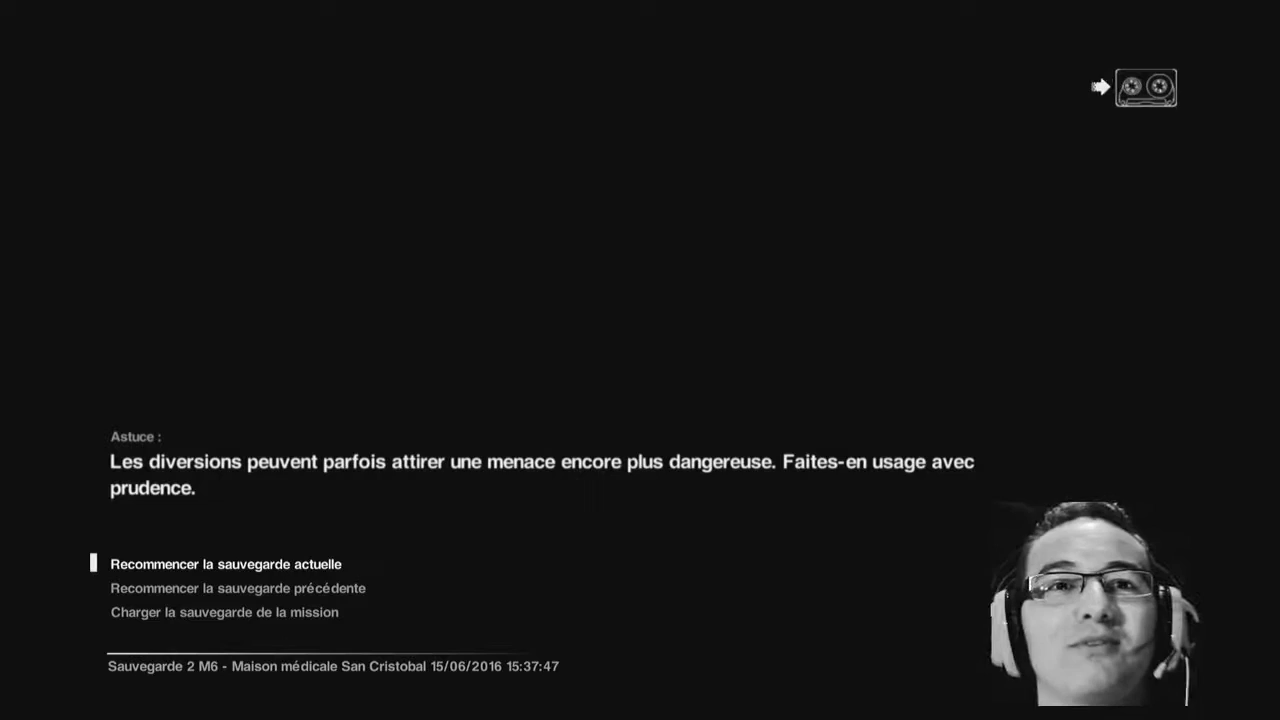 Astuce :
Les diversions peuvent parfois attirer une menace encore plus dangereuse. Faites-en usage avec
prudence.
Recommencer la sauvegarde actuelle
Recommencer la sauvegarde précédente
Charger la sauvegarde de la mission
Sauvegarde 2 M6 - Maison médicale San Cristobal 15/06/2016 15:37:47